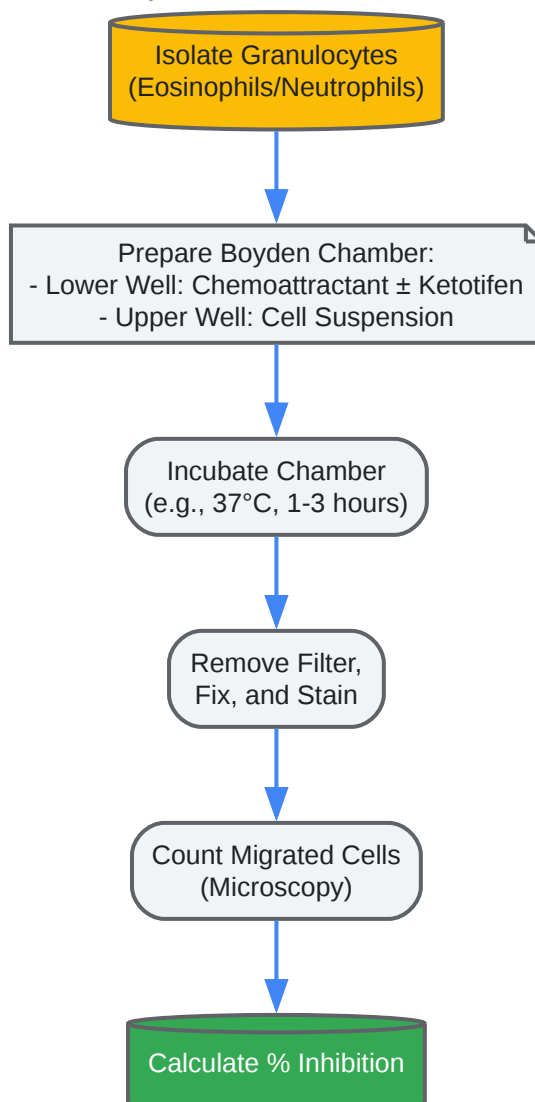 Isolate Granulocytes
(Eosinophils/Neutrophils)
Prepare Boyden Chamber:
- Lower Well: Chemoattractant ± Ketotifen
- Upper Well: Cell Suspension
Incubate Chamber
(e.g., 37°C, 1-3 hours)
Remove Filter,
Fix, and Stain
Count Migrated Cells
(Microscopy)
Calculate % Inhibition